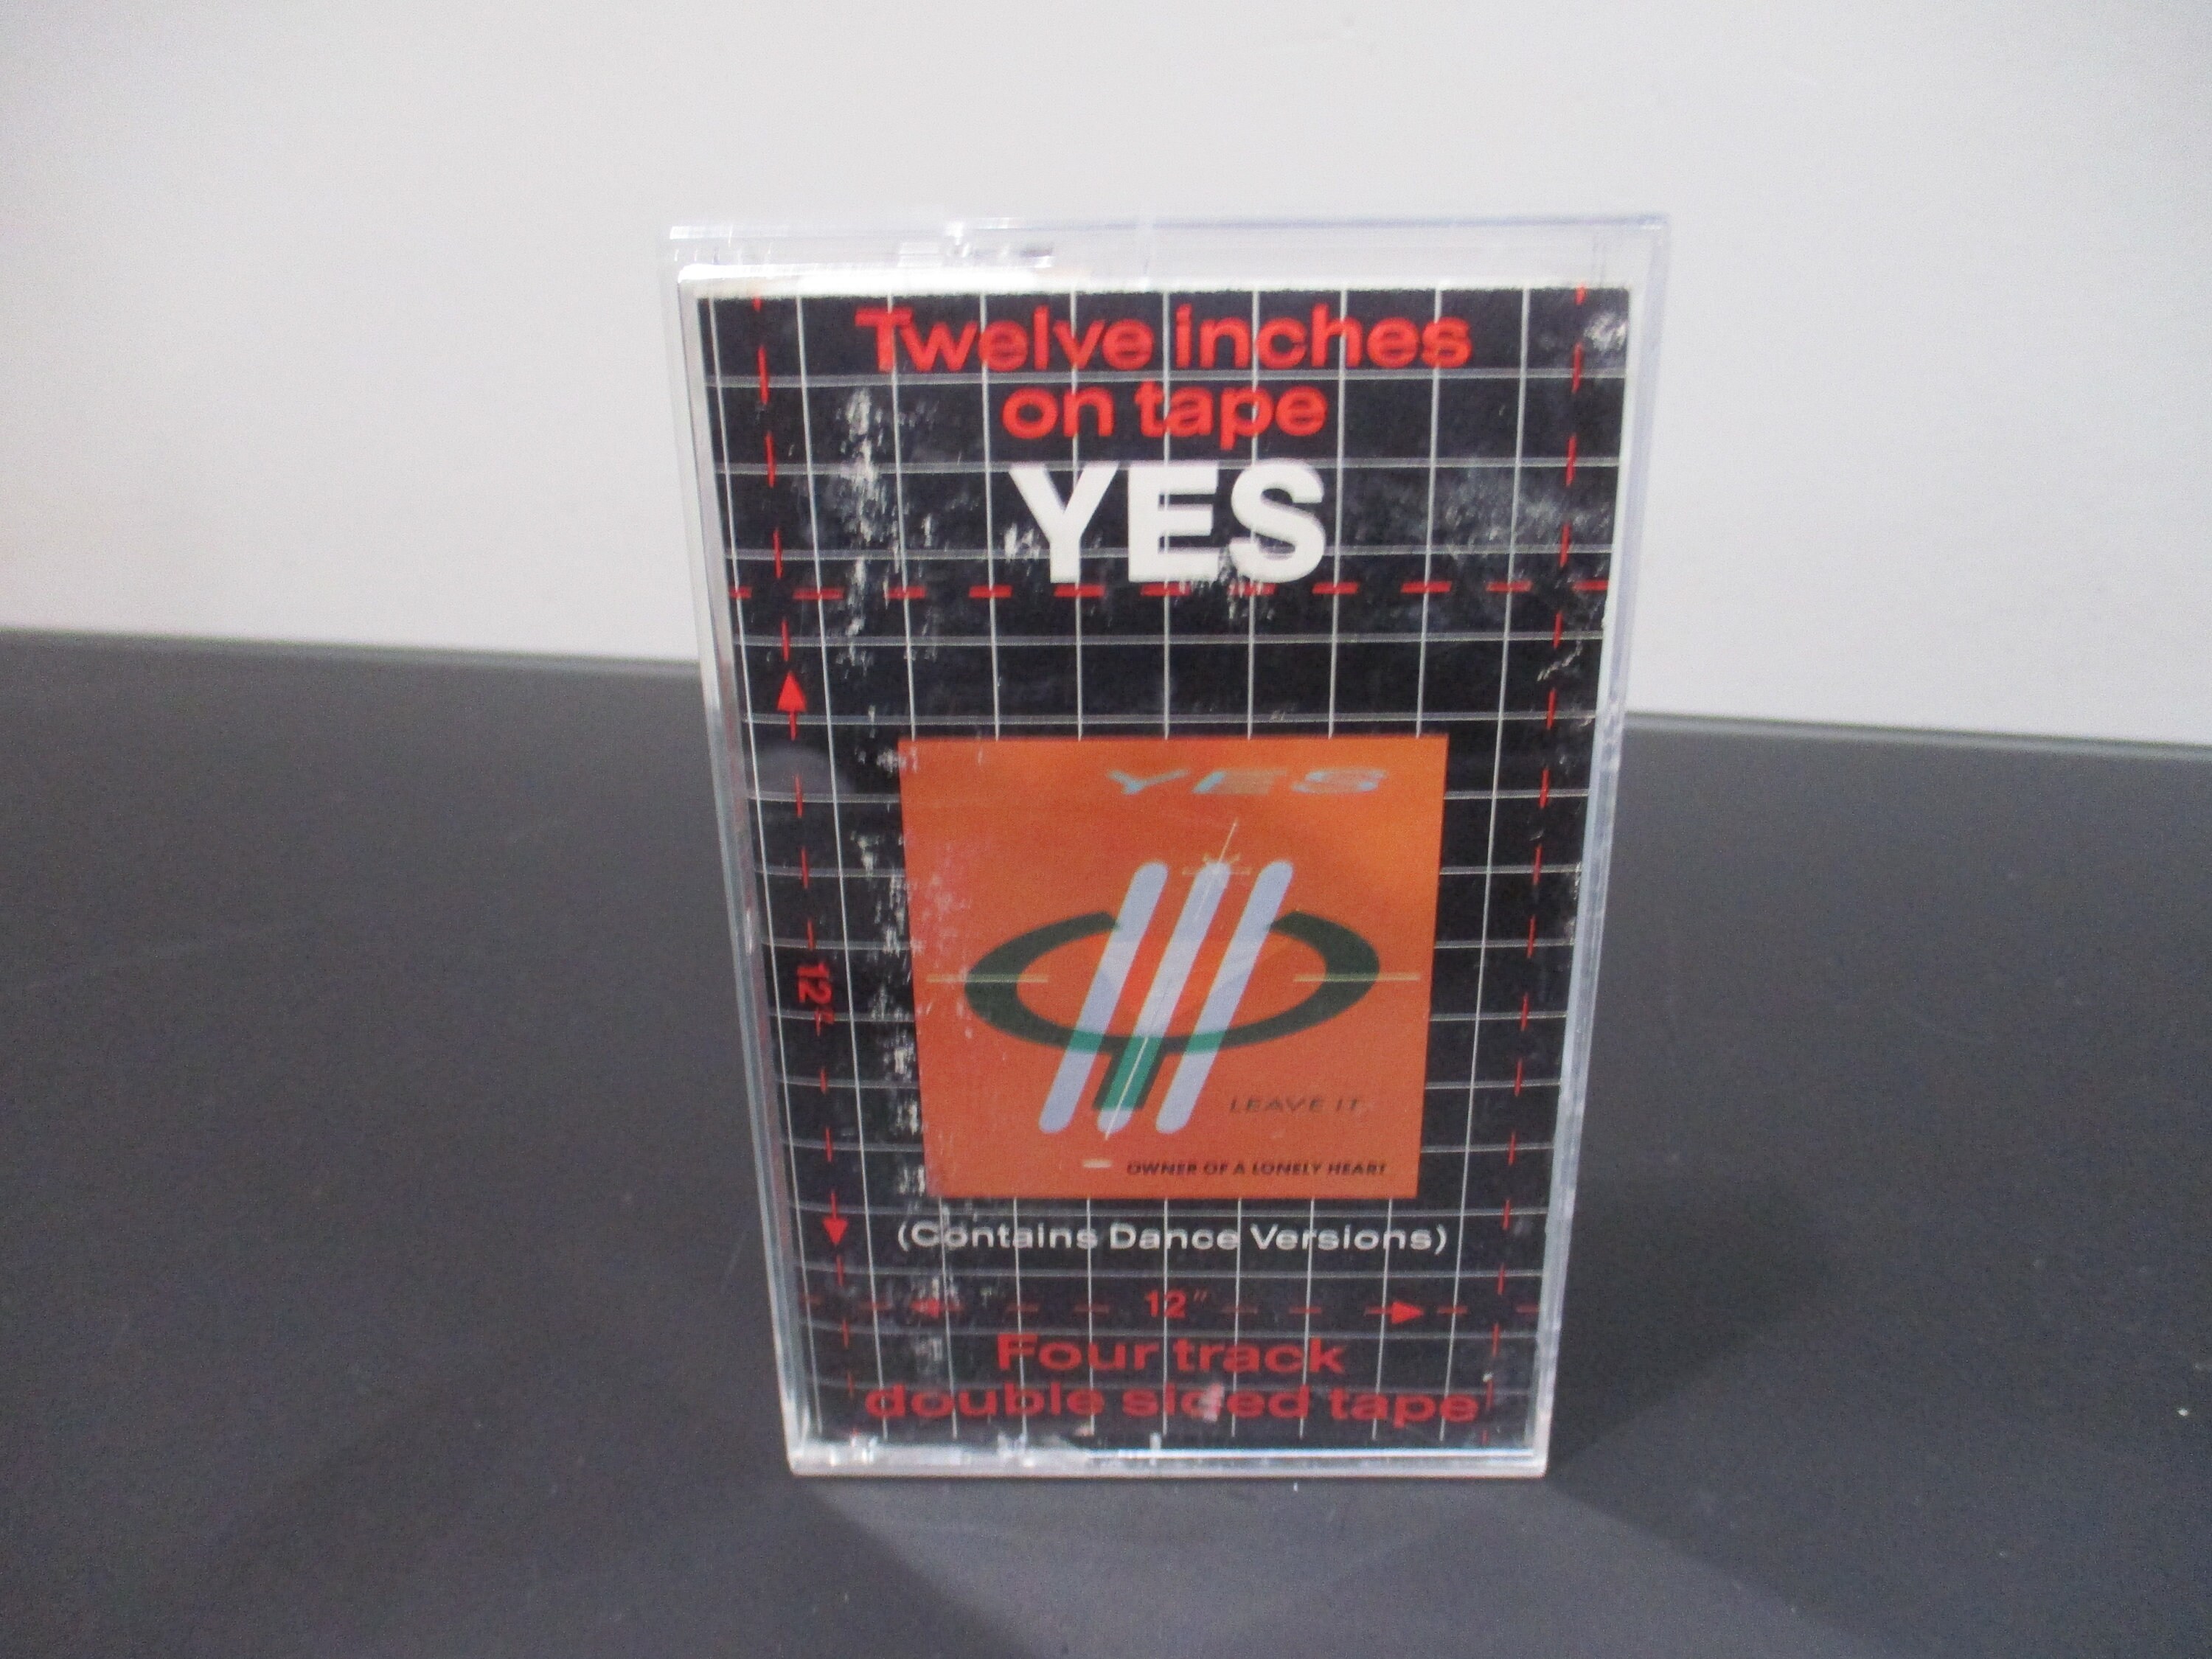 Twelve inches
on tape
YES
YES
12"
LEAVE IT
OWNER OF A LONELY HEART
(Contains Dance Versions)
12"
Four track
double sided tape